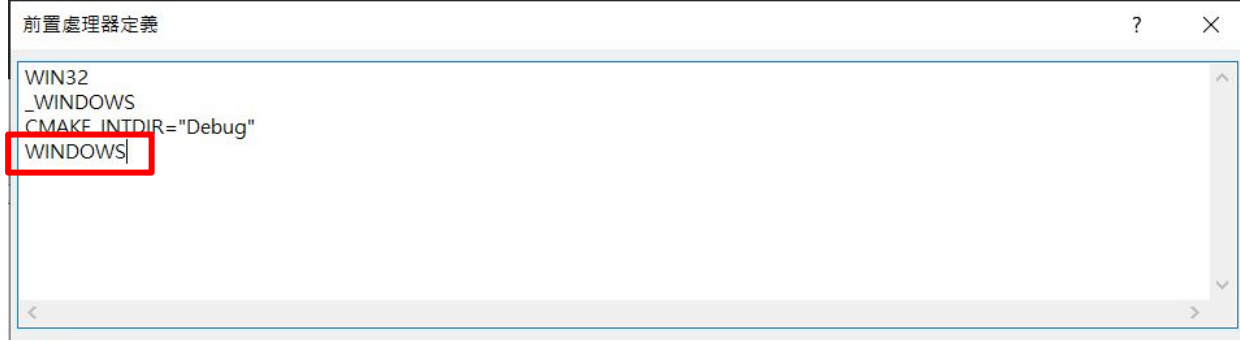 前置處理器定義
?
WIN32
_WINDOWS
CMAKE_INTDIR="Debug"
WINDOWS